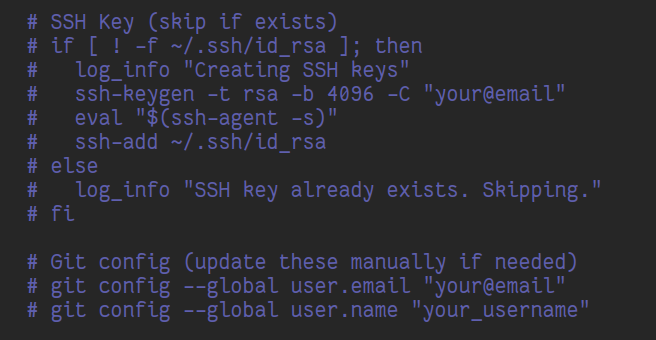 # SSH Key (skip if exists)
# if [ ! -f ~/.ssh/id_rsa ]; then
#   log_info "Creating SSH keys"
#   ssh-keygen -t rsa -b 4096 -C "your@email"
#   eval "$(ssh-agent -s)"
#   ssh-add ~/.ssh/id_rsa
# else
#   log_info "SSH key already exists. Skipping."
# fi

# Git config (update these manually if needed)
# git config --global user.email "your@email"
# git config --global user.name "your_username"